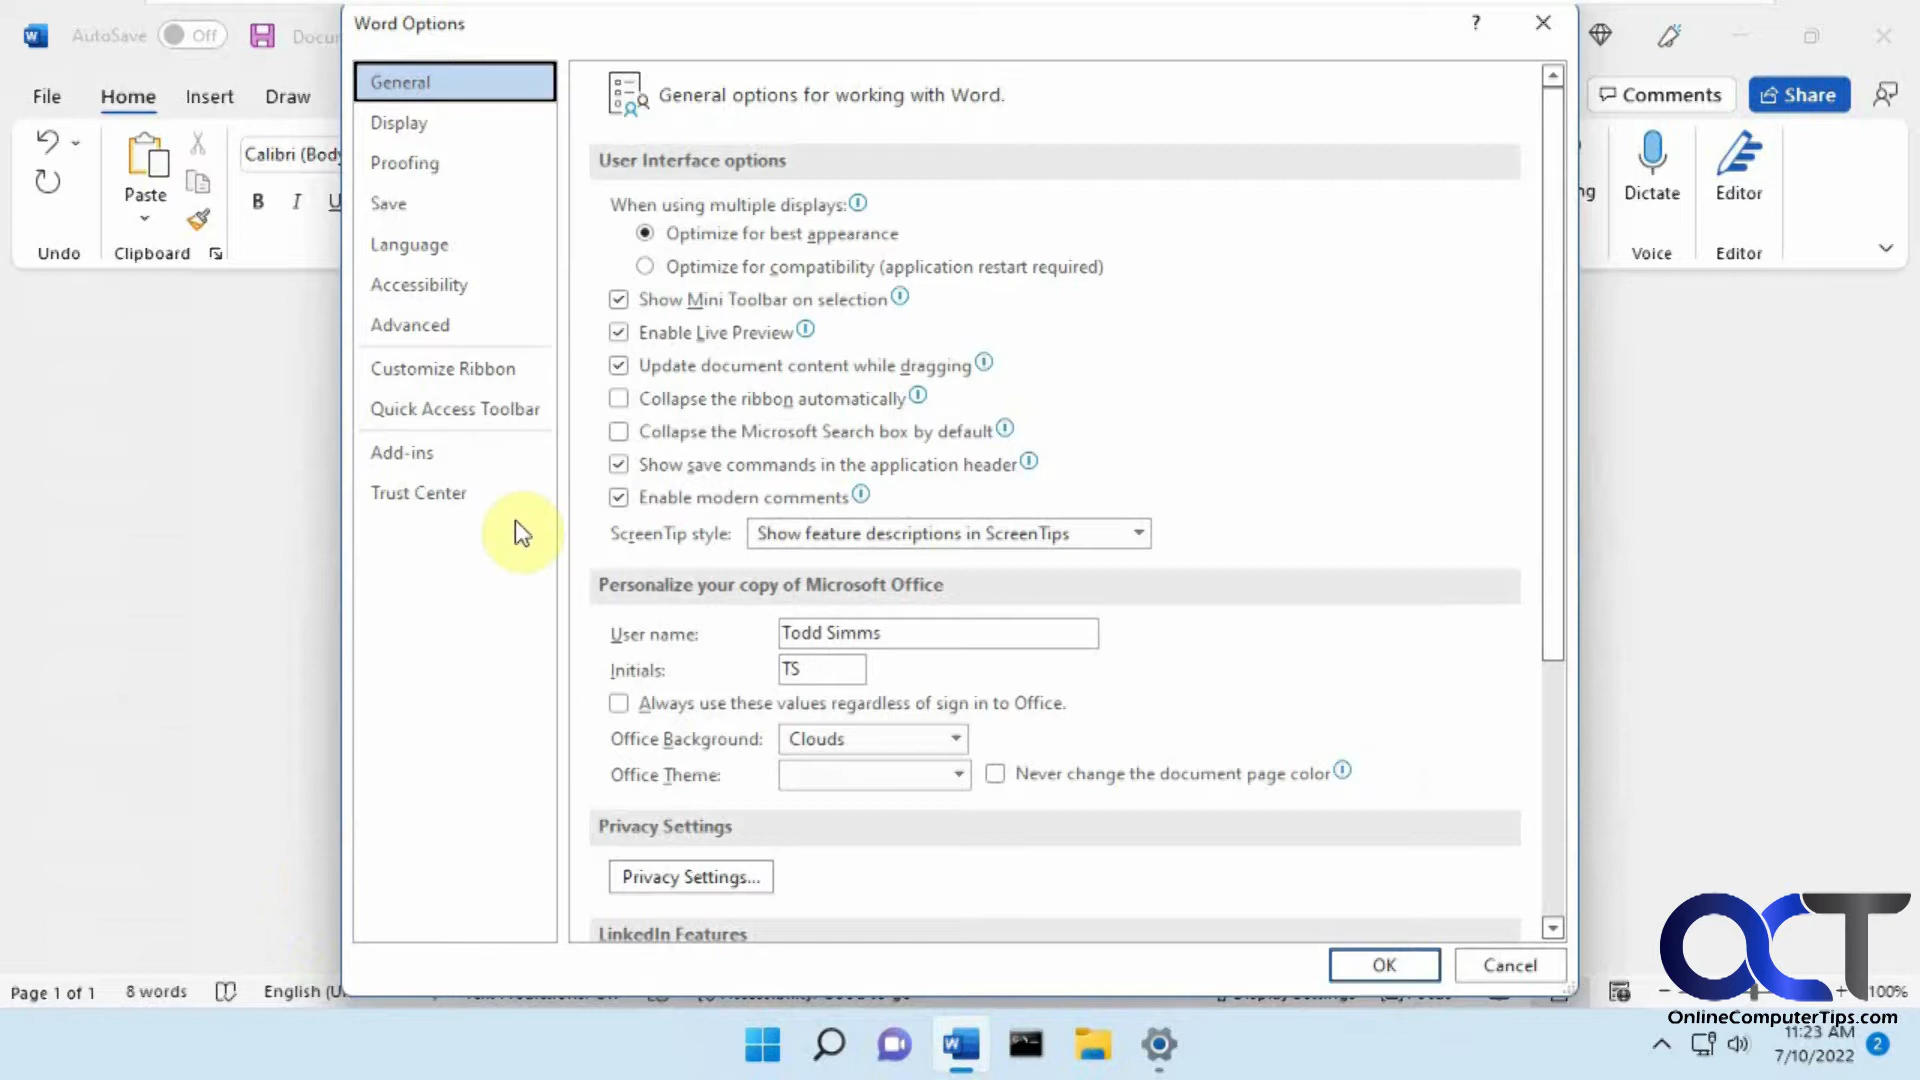 Word Options
?
AutoSave Off Docu
File Home Insert Draw
Comments Share
Undo
Paste
Clipboard
Calibri (Body
B I U
Dictate
Voice
Editor
Editor
General
Display
Proofing
Save
Language
Accessibility
Advanced
Customize Ribbon
Quick Access Toolbar
Add-ins
Trust Center
General options for working with Word.
User Interface options
When using multiple displays:
Optimize for best appearance
Optimize for compatibility (application restart required)
Show Mini Toolbar on selection
Enable Live Preview
Update document content while dragging
Collapse the ribbon automatically
Collapse the Microsoft Search box by default
Show save commands in the application header
Enable modern comments
ScreenTip style: Show feature descriptions in ScreenTips
Personalize your copy of Microsoft Office
User name: Todd Simms
Initials: TS
Always use these values regardless of sign in to Office.
Office Background: Clouds
Office Theme: Never change the document page color
Privacy Settings
Privacy Settings...
LinkedIn Features
OK Cancel
Page 1 of 1 8 words English (U
100%
OCT
OnlineComputerTips.com
11:23 AM
7/10/2022
2